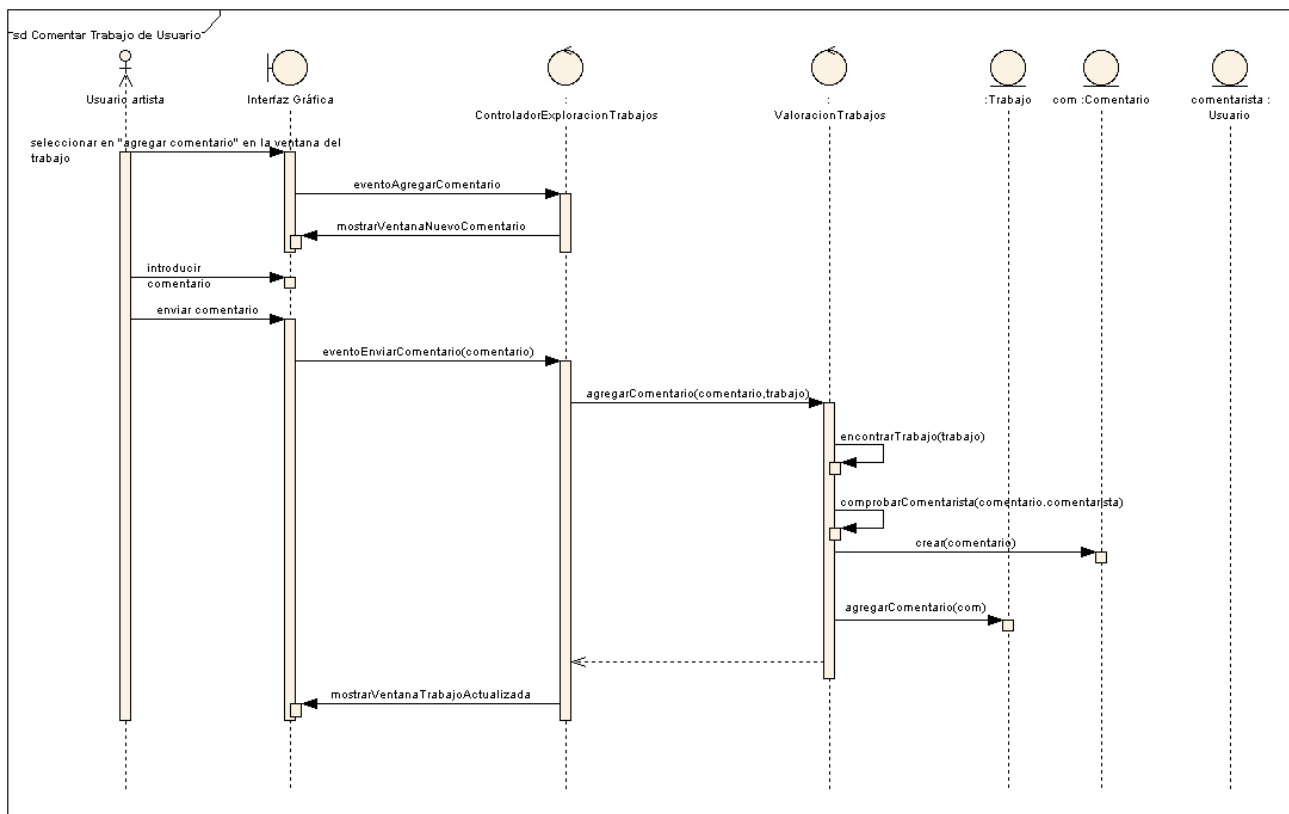 sd Comentar Trabajo de Usuario
Usuario artista
Interfaz Gráfica
:
ControladorExploracionTrabajos
:
ValoracionTrabajos
:Trabajo
com :Comentario
comentarista :
Usuario
seleccionar en "agregar comentario" en la ventana del
trabajo
eventoAgregarComentario
mostrarVentanaNuevoComentario
introducir
comentario
enviar comentario
eventoEnviarComentario(comentario)
agregarComentario(comentario,trabajo)
encontrarTrabajo(trabajo)
comprobarComentarista(comentario.comentarista)
crear(comentario)
agregarComentario(com)
mostrarVentanaTrabajoActualizada